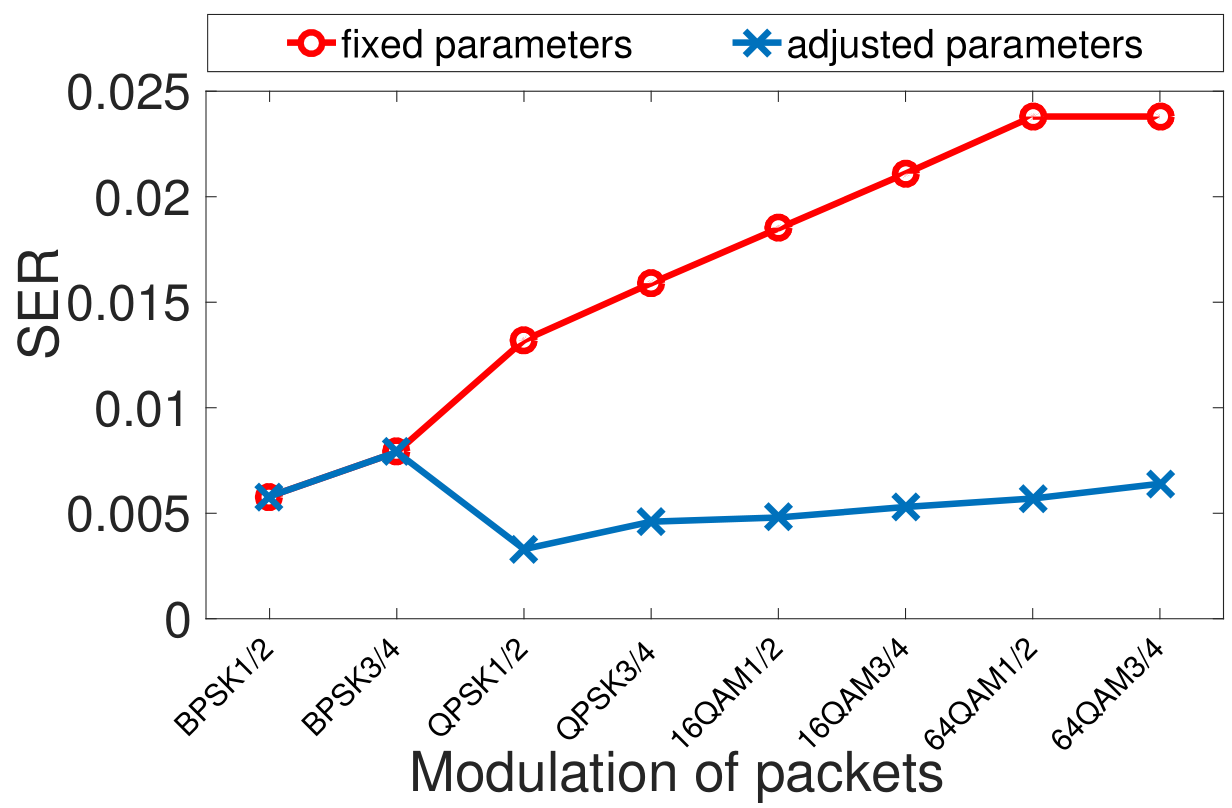 fixed parameters adjusted parameters
0.025
0.02
0.015
0.01
0.005
0
SER
BPSK1/2 BPSK3/4 QPSK1/2 QPSK3/4 16QAM1/2 16QAM3/4 64QAM1/2 64QAM3/4
Modulation of packets